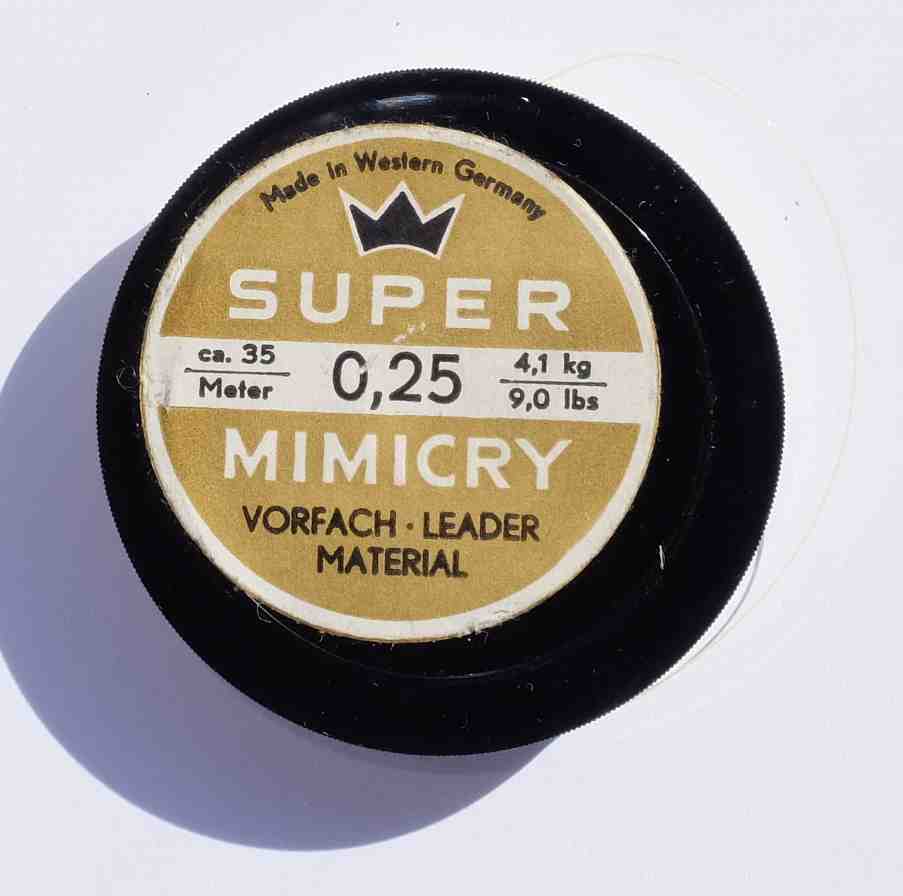 Made in Western Germany
SUPER
ca. 35
Meter
0,25
4,1 kg
9,0 lbs
MIMICRY
VORFACH · LEADER
MATERIAL